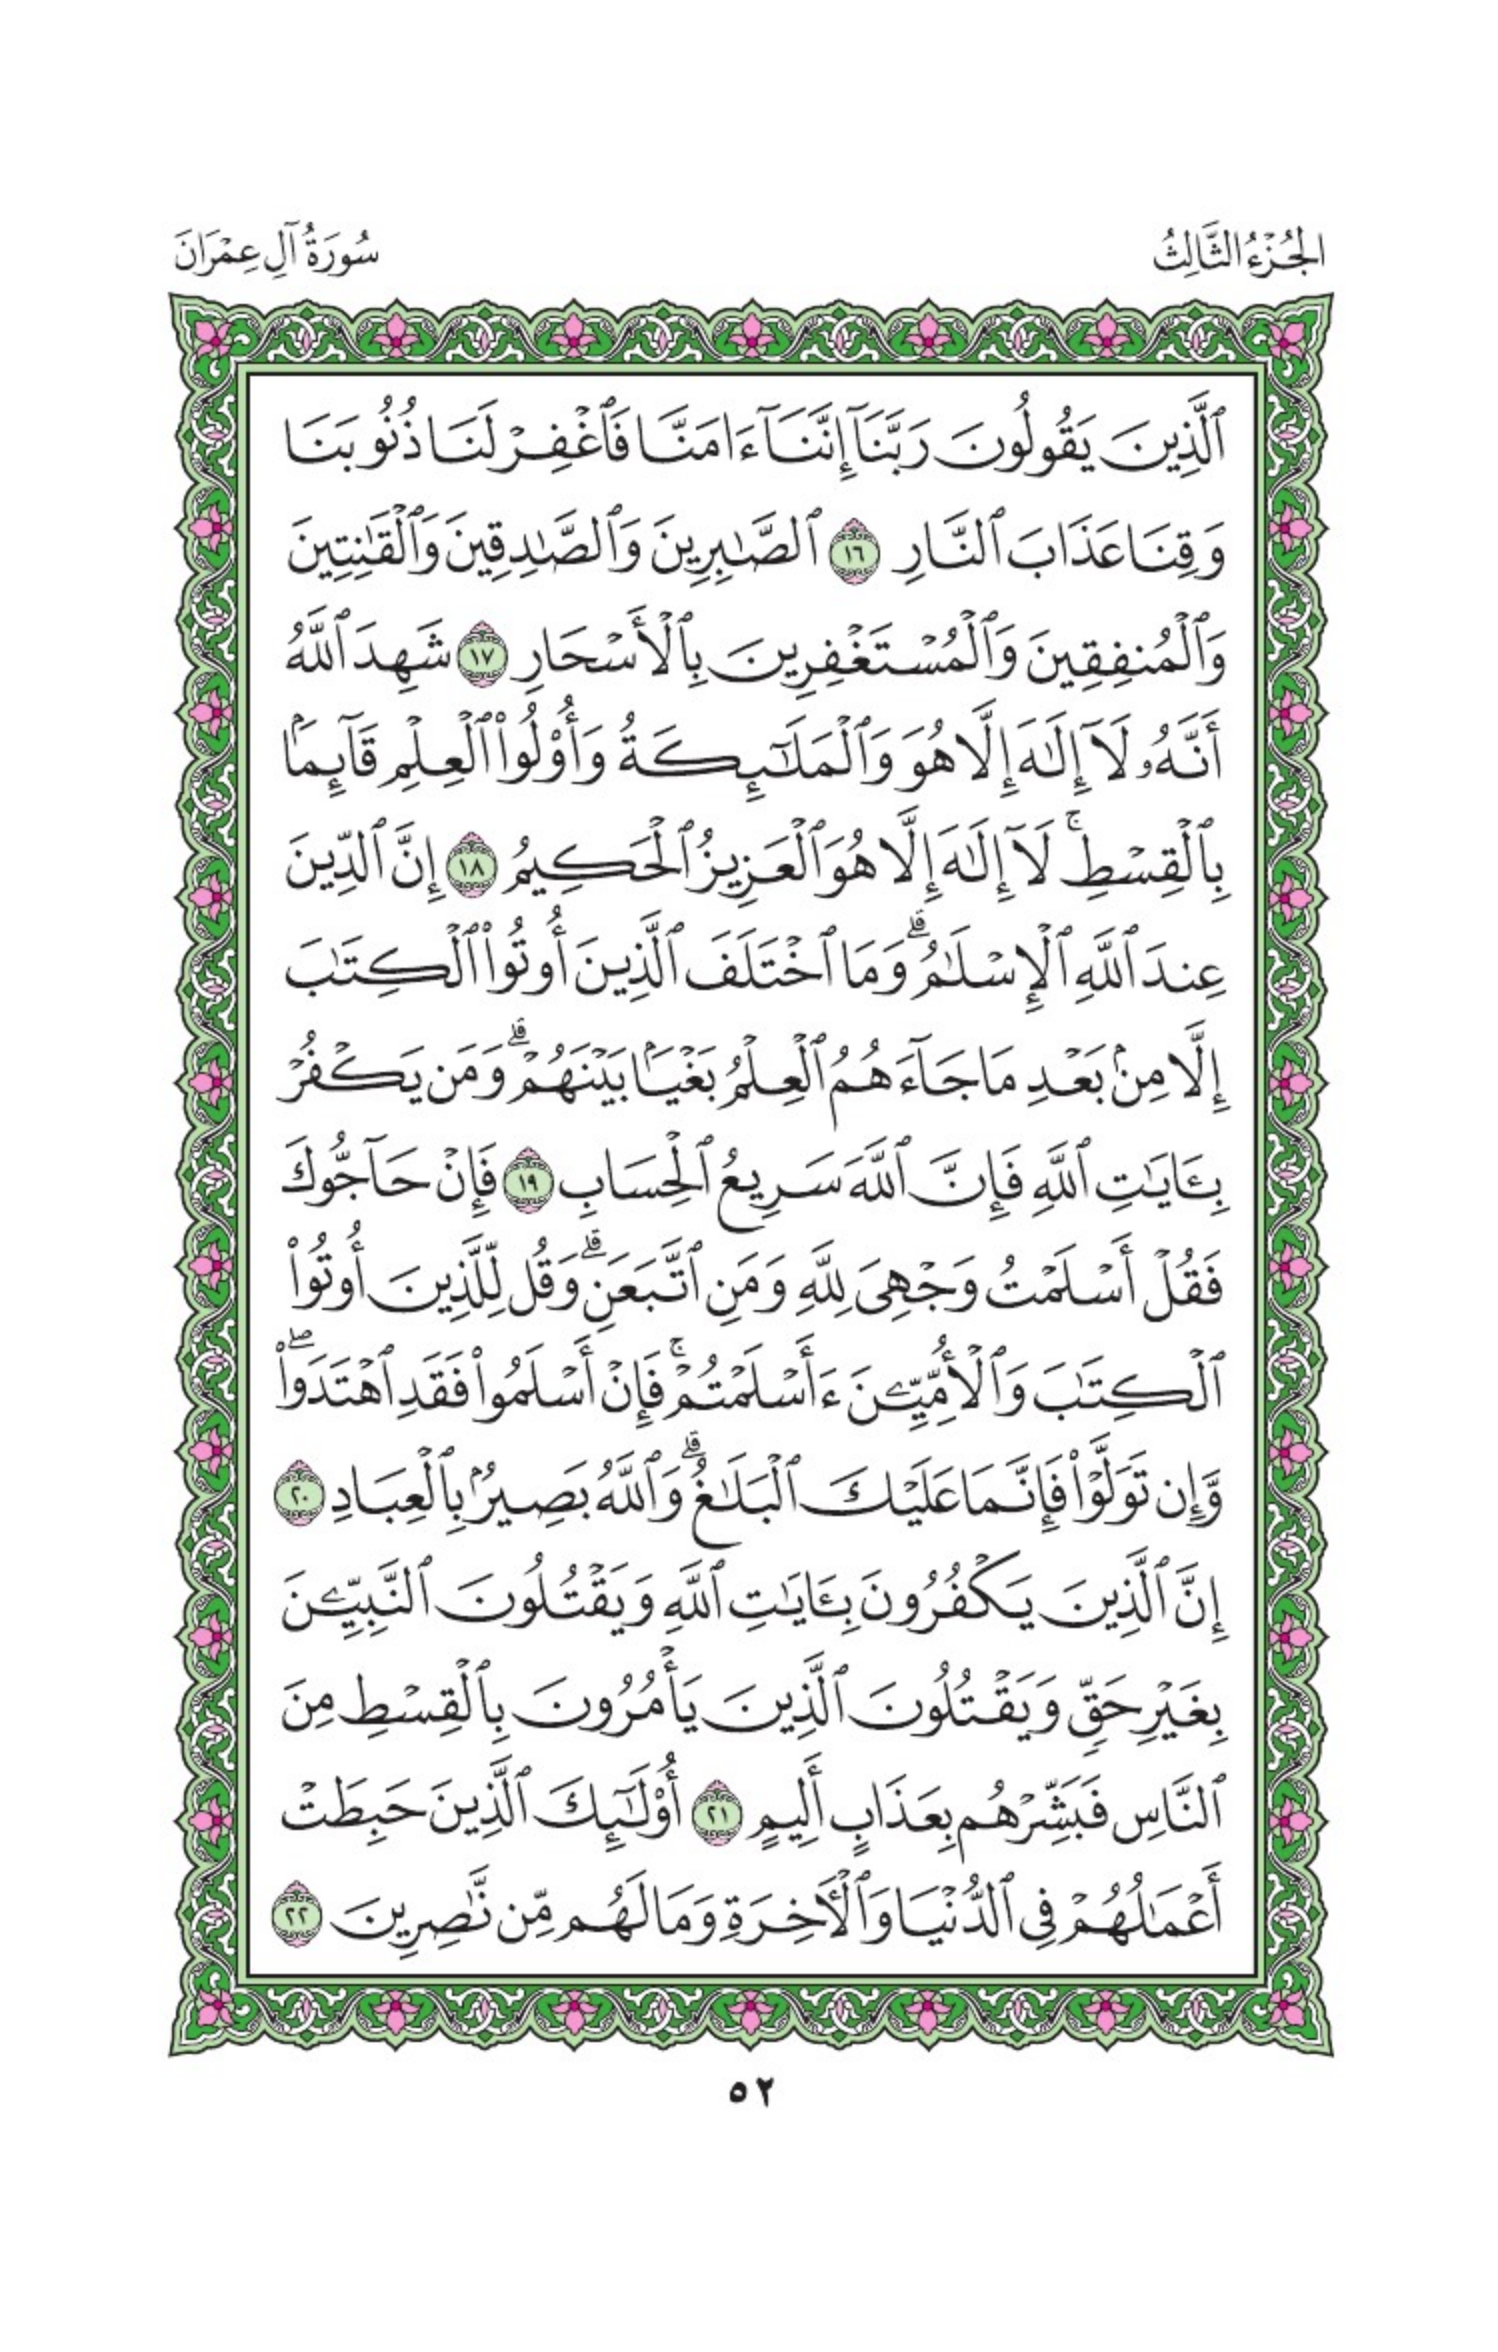 الجُزْءُ الثَّالِثُ
سُورَةُ آلِ عِمْرَانَ
ٱلَّذِينَ يَقُولُونَ رَبَّنَآ إِنَّنَآ ءَامَنَّا فَٱغْفِرْ لَنَا ذُنُوبَنَا
وَقِنَا عَذَابَ ٱلنَّارِ ١٦ ٱلصَّـٰبِرِينَ وَٱلصَّـٰدِقِينَ وَٱلْقَـٰنِتِينَ
وَٱلْمُنفِقِينَ وَٱلْمُسْتَغْفِرِينَ بِٱلْأَسْحَارِ ١٧ شَهِدَ ٱللَّهُ
أَنَّهُۥ لَآ إِلَـٰهَ إِلَّا هُوَ وَٱلْمَلَـٰٓئِكَةُ وَأُو۟لُوا۟ ٱلْعِلْمِ قَآئِمًۢا
بِٱلْقِسْطِ ۚ لَآ إِلَـٰهَ إِلَّا هُوَ ٱلْعَزِيزُ ٱلْحَكِيمُ ١٨ إِنَّ ٱلدِّينَ
عِندَ ٱللَّهِ ٱلْإِسْلَـٰمُ ۗ وَمَا ٱخْتَلَفَ ٱلَّذِينَ أُوتُوا۟ ٱلْكِتَـٰبَ
إِلَّا مِنۢ بَعْدِ مَا جَآءَهُمُ ٱلْعِلْمُ بَغْيًۢا بَيْنَهُمْ ۗ وَمَن يَكْفُرْ
بِـَٔايَـٰتِ ٱللَّهِ فَإِنَّ ٱللَّهَ سَرِيعُ ٱلْحِسَابِ ١٩ فَإِنْ حَآجُّوكَ
فَقُلْ أَسْلَمْتُ وَجْهِىَ لِلَّهِ وَمَنِ ٱتَّبَعَنِ ۗ وَقُل لِّلَّذِينَ أُوتُوا۟
ٱلْكِتَـٰبَ وَٱلْأُمِّيِّـۧنَ ءَأَسْلَمْتُمْ ۚ فَإِنْ أَسْلَمُوا۟ فَقَدِ ٱهْتَدَوا۟ ۖ
وَّإِن تَوَلَّوْا۟ فَإِنَّمَا عَلَيْكَ ٱلْبَلَـٰغُ ۗ وَٱللَّهُ بَصِيرٌۢ بِٱلْعِبَادِ ٢٠
إِنَّ ٱلَّذِينَ يَكْفُرُونَ بِـَٔايَـٰتِ ٱللَّهِ وَيَقْتُلُونَ ٱلنَّبِيِّـۧنَ
بِغَيْرِ حَقٍّ وَيَقْتُلُونَ ٱلَّذِينَ يَأْمُرُونَ بِٱلْقِسْطِ مِنَ
ٱلنَّاسِ فَبَشِّرْهُم بِعَذَابٍ أَلِيمٍ ٢١ أُو۟لَـٰٓئِكَ ٱلَّذِينَ حَبِطَتْ
أَعْمَـٰلُهُمْ فِى ٱلدُّنْيَا وَٱلْـَٔاخِرَةِ وَمَا لَهُم مِّن نَّـٰصِرِينَ ٢٢
٥٢